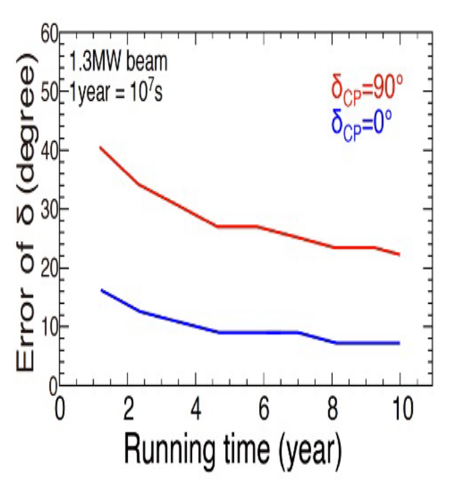 60
1.3MW beam
1year = 10⁷s
δCP=90°
δCP=0°
50
40
30
20
10
0
Error of δ (degree)
0 2 4 6 8 10
Running time (year)